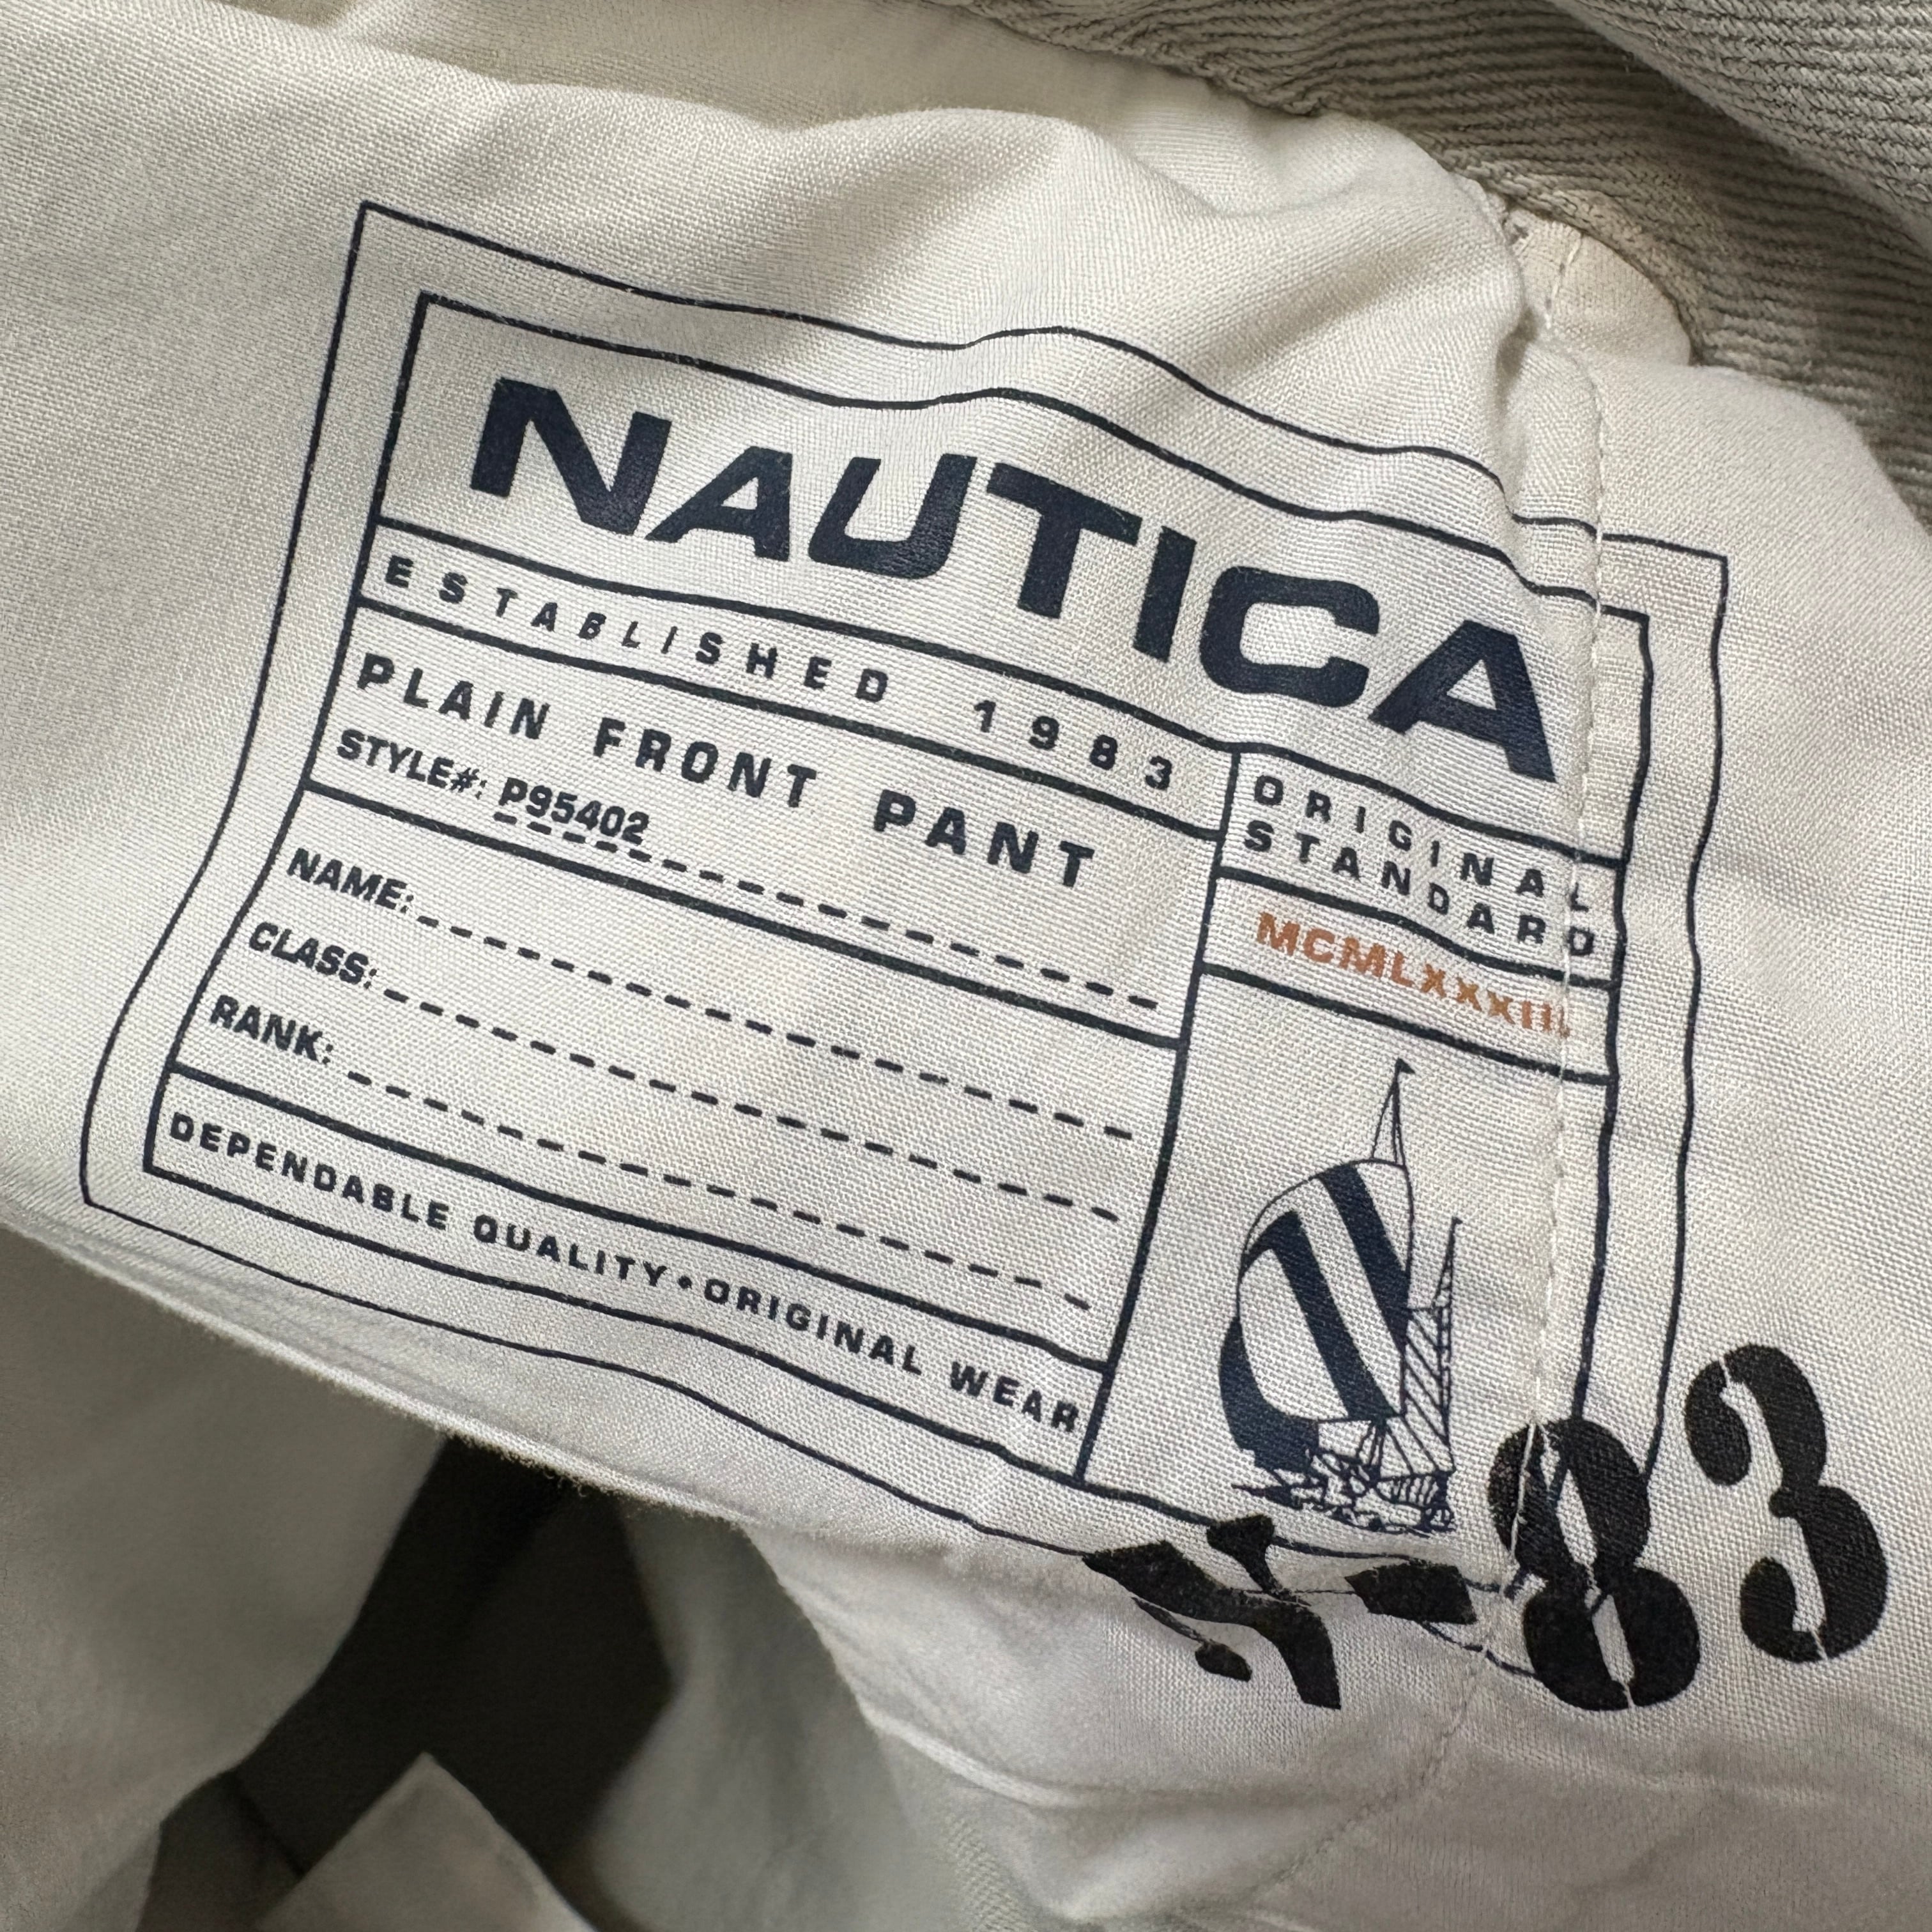 NAUTICA
ESTABLISHED 1983
ORIGINAL
STANDARD
PLAIN FRONT PANT
STYLE#: P95402
MCMLXXXIII
NAME:
CLASS:
RANK:
DEPENDABLE QUALITY•ORIGINAL WEAR
N-83